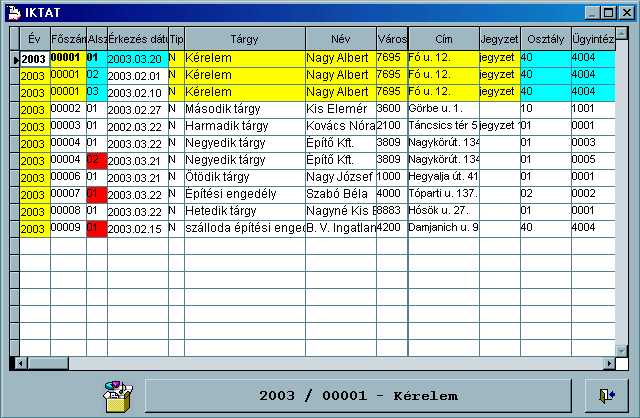 IKTAT
Év Főszám Alsz Érkezés dátu Tip Tárgy Név Város Cím Jegyzet Osztály Ügyintéz
2003 00001 01 2003.03.20 N Kérelem Nagy Albert 7695 Fó u. 12. jegyzet 40 4004
2003 00001 02 2003.02.01 N Kérelem Nagy Albert 7695 Fó u. 12. jegyzet 40 4004
2003 00001 03 2003.02.10 N Kérelem Nagy Albert 7695 Fó u. 12. jegyzet 40 4004
2003 00002 01 2003.02.27 N Második tárgy Kis Elemér 3600 Görbe u. 1. 10 1001
2003 00003 01 2002.03.22 N Harmadik tárgy Kovács Nóra 2100 Táncsics tér 5 jegyzet 01 0001
2003 00004 01 2003.03.22 N Negyedik tárgy Építő Kft. 3809 Nagykörút. 134 01 0003
2003 00004 02 2003.03.21 N Negyedik tárgy Építő Kft. 3809 Nagykörút. 134 01 0005
2003 00006 01 2003.03.21 N Ötödik tárgy Nagy József 1000 Hegyalja út. 41 01 0001
2003 00007 01 2003.03.22 N Építési engedély Szabó Béla 4000 Tóparti u. 137. 02 0002
2003 00008 01 2003.03.22 N Hetedik tárgy Nagyné Kis E 8883 Hósök u. 27. 01 0001
2003 00009 01 2003.02.15 N szálloda építési enged B. V. Ingatlan 4200 Damjanich u. 9 40 4004
2003 / 00001 - Kérelem